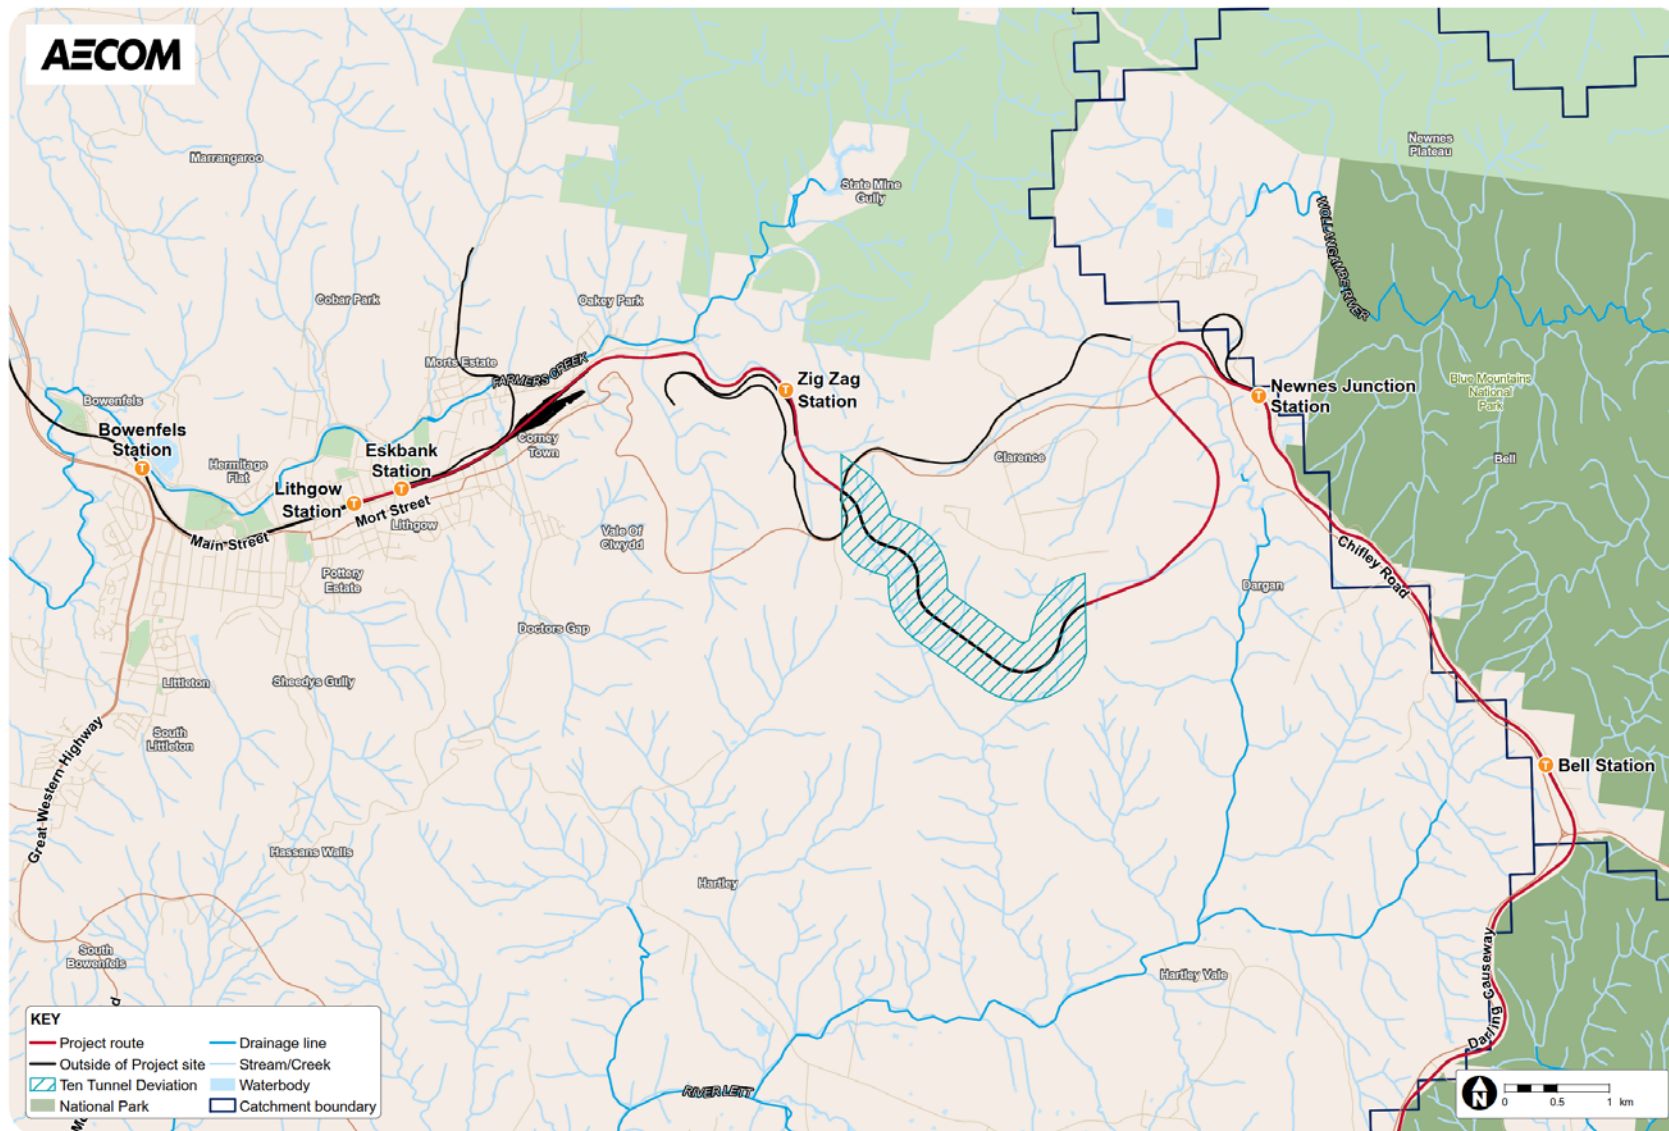 AECOM
Marrangaroo
State Mine
Gully
Newnes
Plateau
WOLLANGAMBE RIVER
Cobar Park
Oakey Park
Morts Estate
FARMERS CREEK
Zig Zag
Station
Newnes Junction
Station
Blue Mountains
National
Park
Bowenfels
Bowenfels
Station
Eskbank
Station
Corney
Town
Hermitage
Flat
Clarence
Bell
Lithgow
Station
Mort Street
Lithgow
Main Street
Vale Of
Clwydd
Chifley Road
Pottery
Estate
Dargan
Doctors Gap
Littleton
Sheedys Gully
South
Littleton
Great Western Highway
Bell Station
Hassans Walls
Hartley
South
Bowenfels
Hartley Vale
Darling Causeway
RIVER LETT
KEY
Project route
Outside of Project site
Ten Tunnel Deviation
National Park
Drainage line
Stream/Creek
Waterbody
Catchment boundary
N
0 0.5 1 km